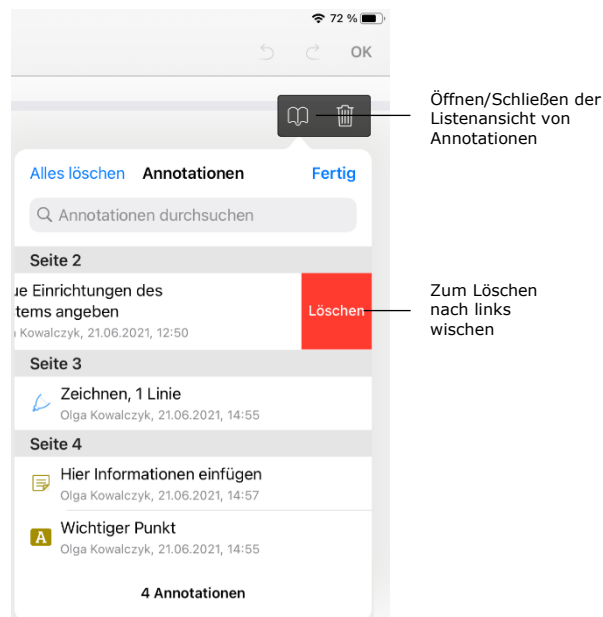 72 %
OK
Öffnen/Schließen der
Listenansicht von
Annotationen
Alles löschen Annotationen Fertig
Annotationen durchsuchen
Seite 2
ue Einrichtungen des
tems angeben
Kowalczyk, 21.06.2021, 12:50
Löschen
Zum Löschen
nach links
wischen
Seite 3
Zeichnen, 1 Linie
Olga Kowalczyk, 21.06.2021, 14:55
Seite 4
Hier Informationen einfügen
Olga Kowalczyk, 21.06.2021, 14:57
A
Wichtiger Punkt
Olga Kowalczyk, 21.06.2021, 14:55
4 Annotationen